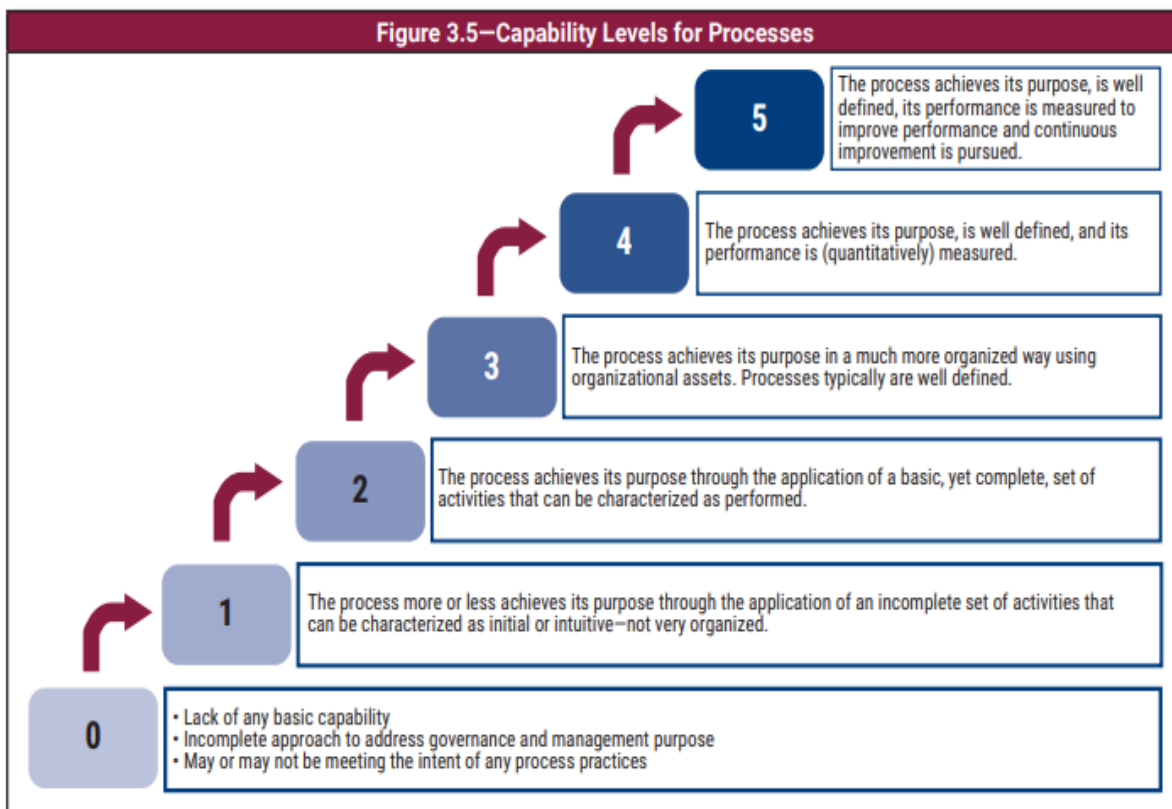 Figure 3.5—Capability Levels for Processes
5
The process achieves its purpose, is well
defined, its performance is measured to
improve performance and continuous
improvement is pursued.
4
The process achieves its purpose, is well defined, and its
performance is (quantitatively) measured.
3
The process achieves its purpose in a much more organized way using
organizational assets. Processes typically are well defined.
2
The process achieves its purpose through the application of a basic, yet complete, set of
activities that can be characterized as performed.
1
The process more or less achieves its purpose through the application of an incomplete set of activities that
can be characterized as initial or intuitive—not very organized.
0
• Lack of any basic capability
• Incomplete approach to address governance and management purpose
• May or may not be meeting the intent of any process practices